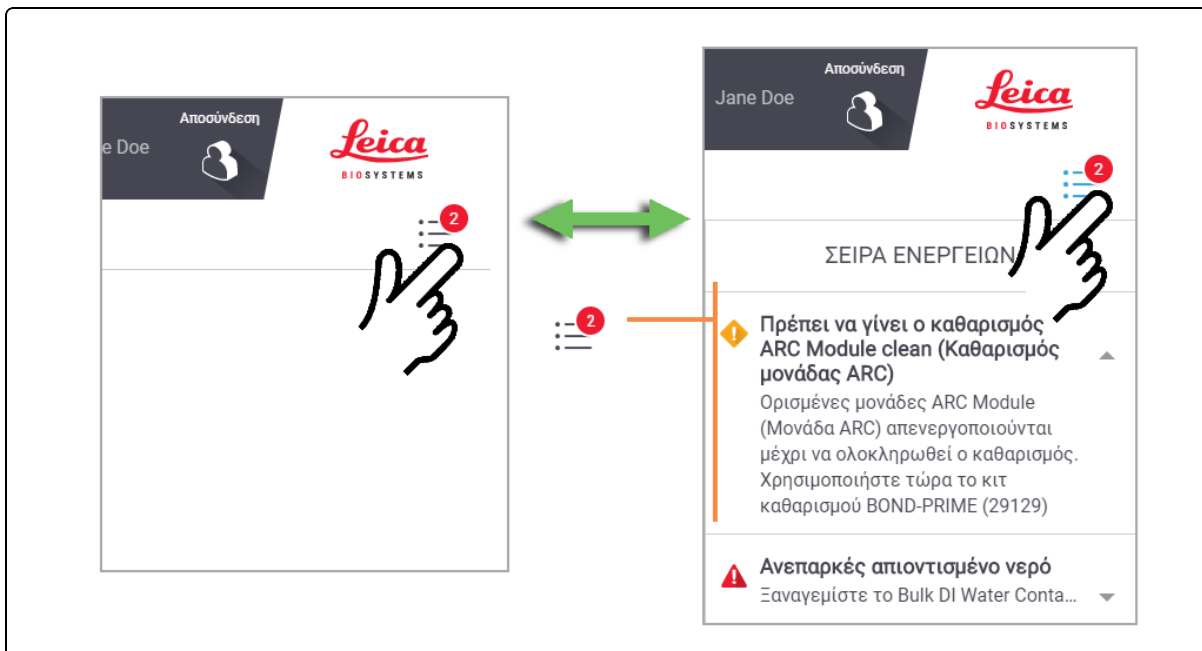 Αποσύνδεση
e Doe
Leica
BIOSYSTEMS
2
2
Αποσύνδεση
Jane Doe
Leica
BIOSYSTEMS
2
ΣΕΙΡΑ ΕΝΕΡΓΕΙΩΝ
Πρέπει να γίνει ο καθαρισμός
ARC Module clean (Καθαρισμός
μονάδας ARC)
Ορισμένες μονάδες ARC Module
(Μονάδα ARC) απενεργοποιούνται
μέχρι να ολοκληρωθεί ο καθαρισμός.
Χρησιμοποιήστε τώρα το κιτ
καθαρισμού BOND-PRIME (29129)
Ανεπαρκές απιοντισμένο νερό
Ξαναγεμίστε το Bulk DI Water Conta...